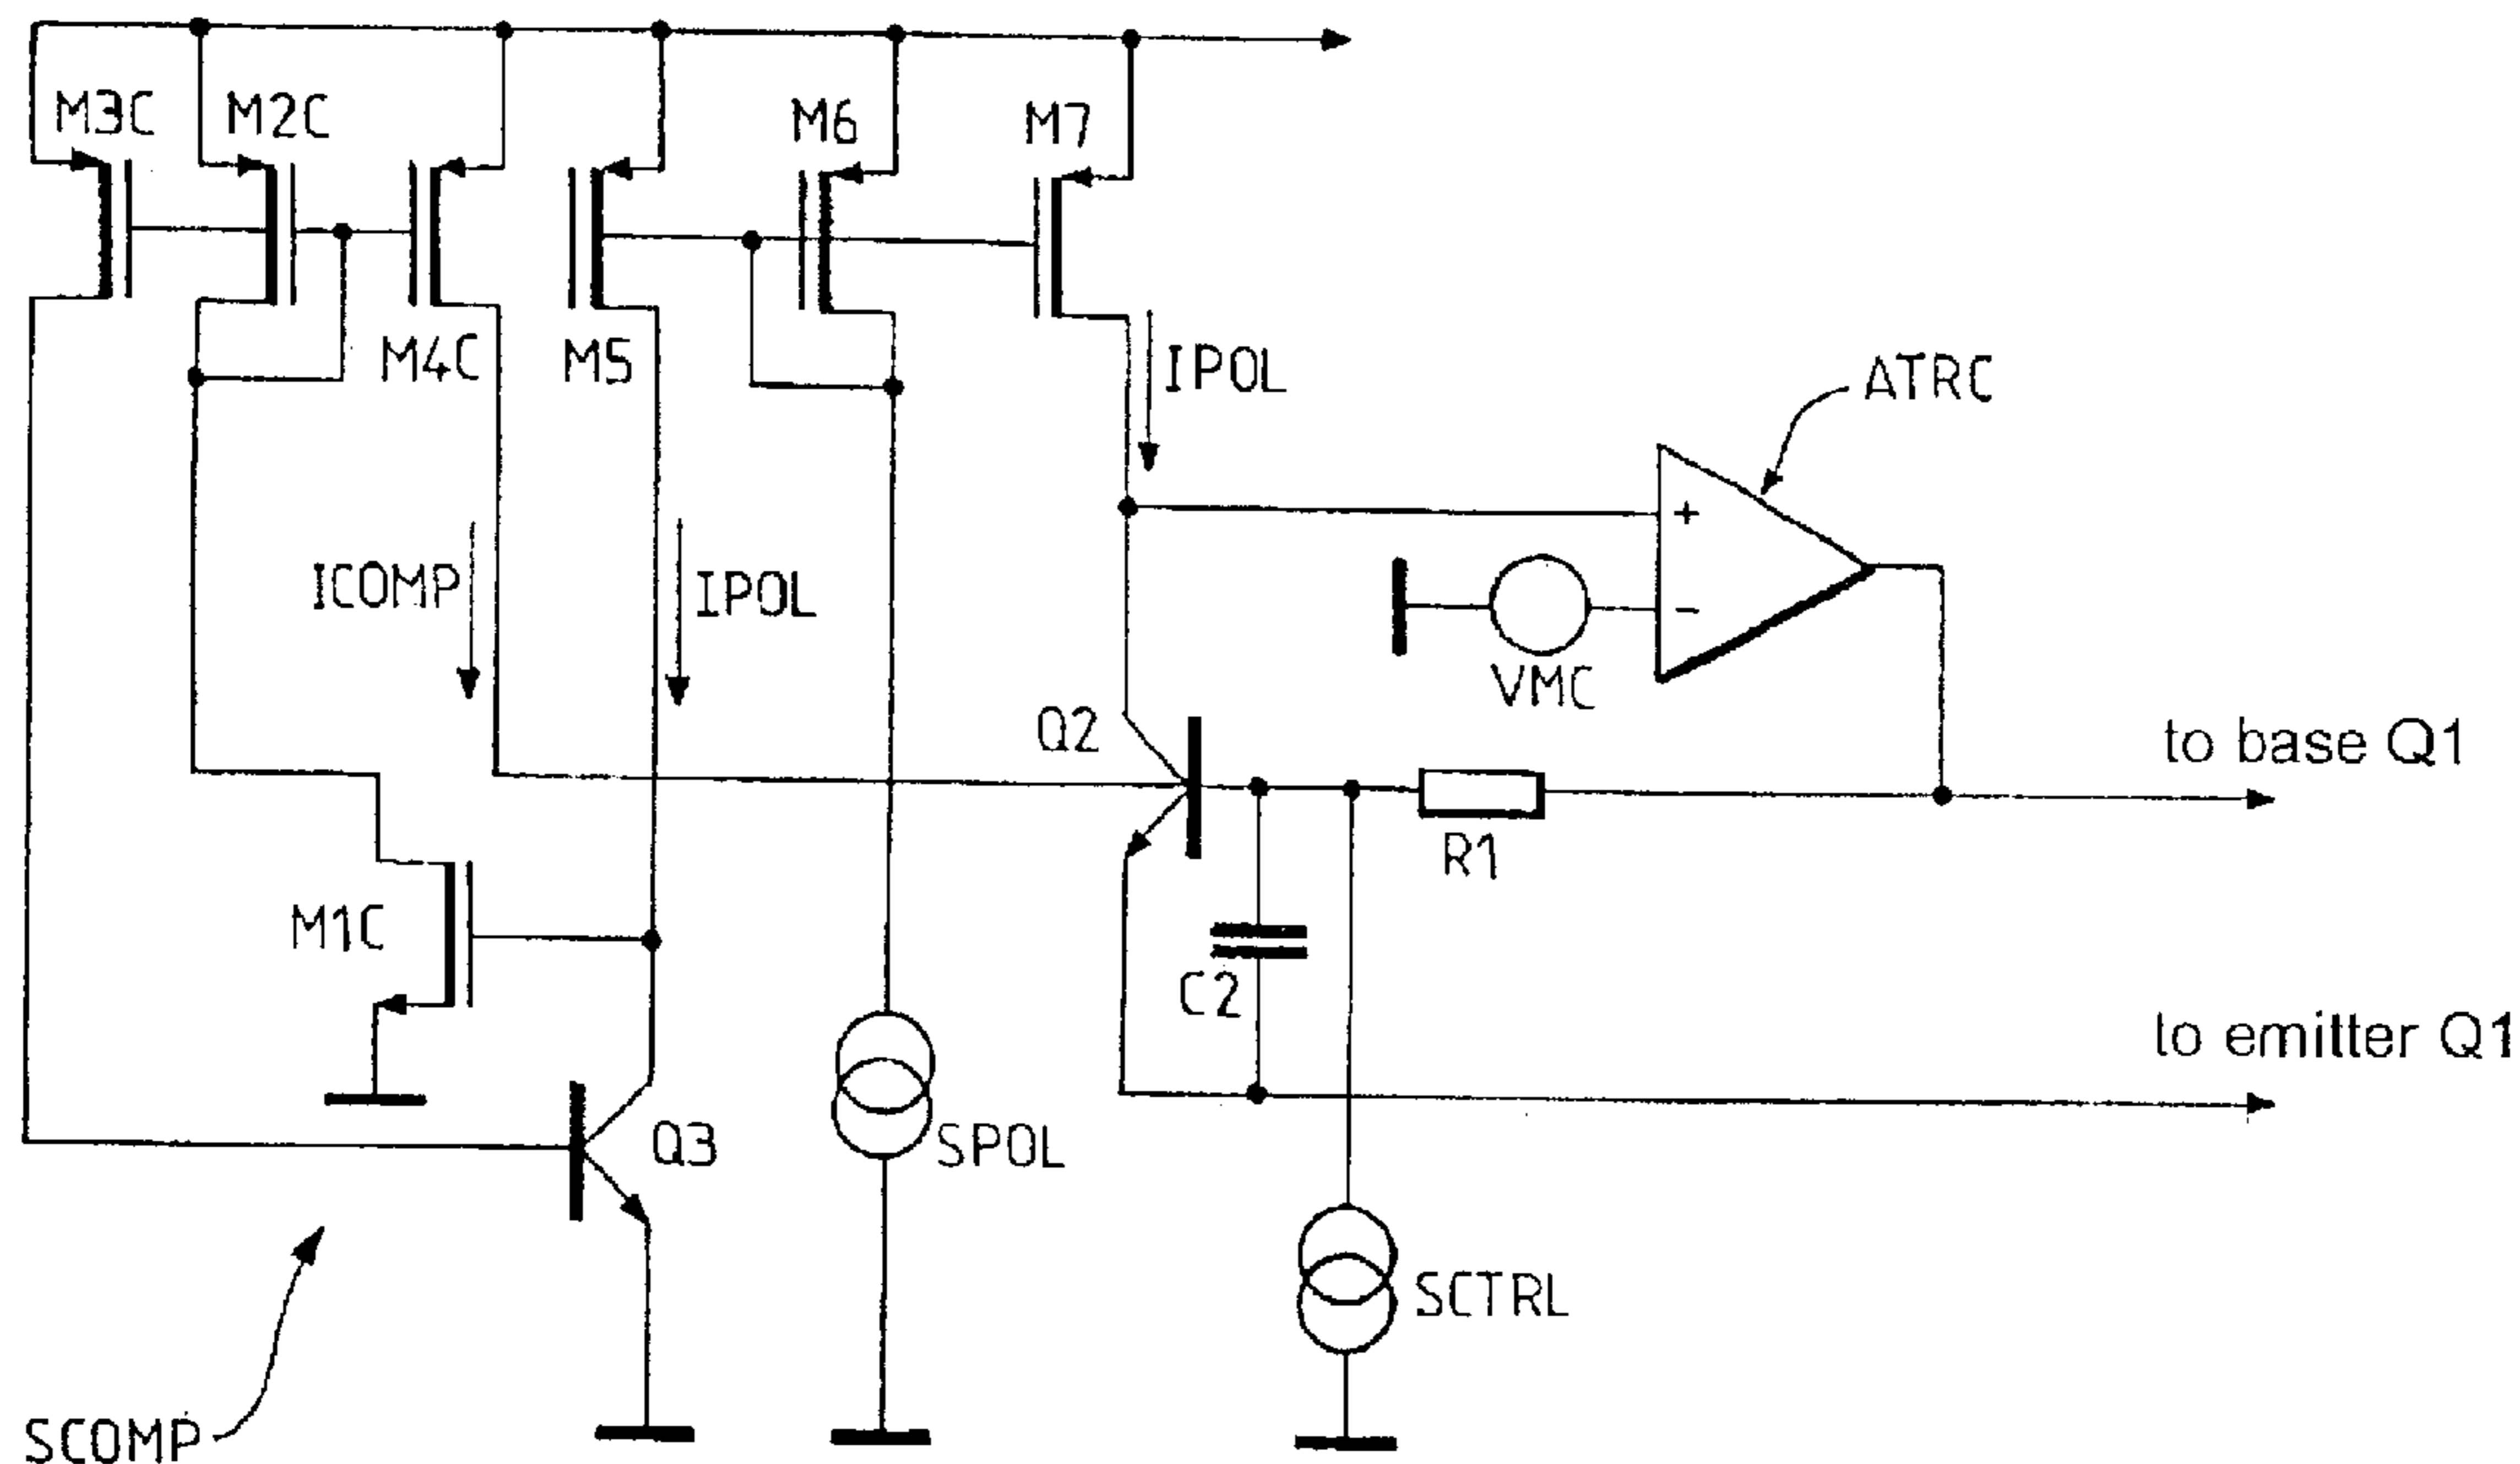 M3C
M2C
M6
M7
M4C
M5
IPOL
ATRC
ICOMP
IPOL
+
−
VMC
Q2
to base Q1
R1
M1C
C2
to emitter Q1
Q3
SPOL
SCTRL
SCOMP